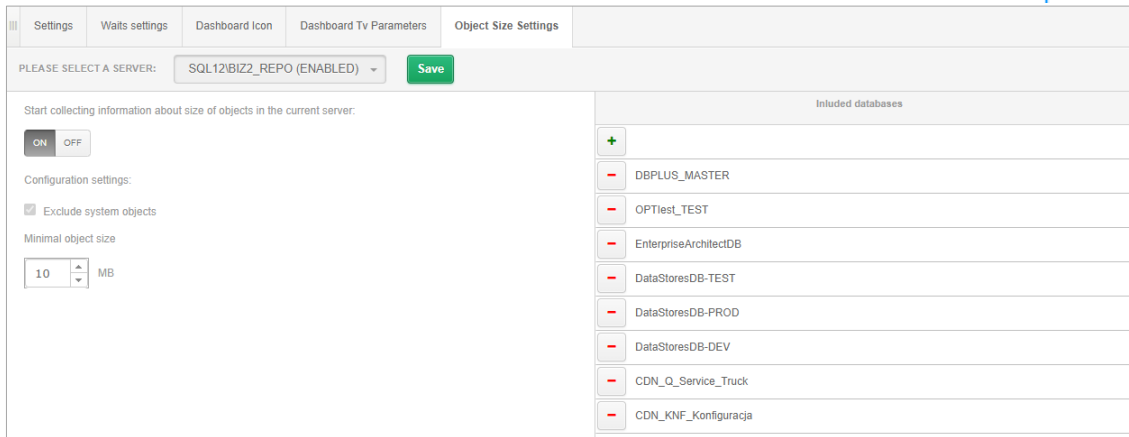 Settings
Waits settings
Dashboard Icon
Dashboard Tv Parameters
Object Size Settings
PLEASE SELECT A SERVER:
SQL12\BIZ2_REPO (ENABLED)
Save
Start collecting information about size of objects in the current server:
ON OFF
Configuration settings:
Exclude system objects
Minimal object size
10 MB
Inluded databases
DBPLUS_MASTER
OPTIest_TEST
EnterpriseArchitectDB
DataStoresDB-TEST
DataStoresDB-PROD
DataStoresDB-DEV
CDN_Q_Service_Truck
CDN_KNF_Konfiguracja